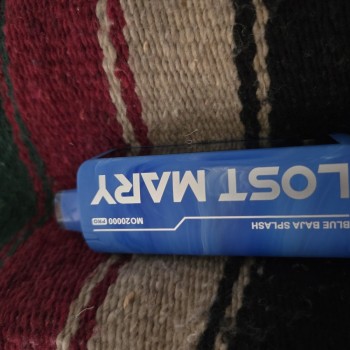 LOST MARY
BLUE BAJA SPLASH
MO20000 PRO